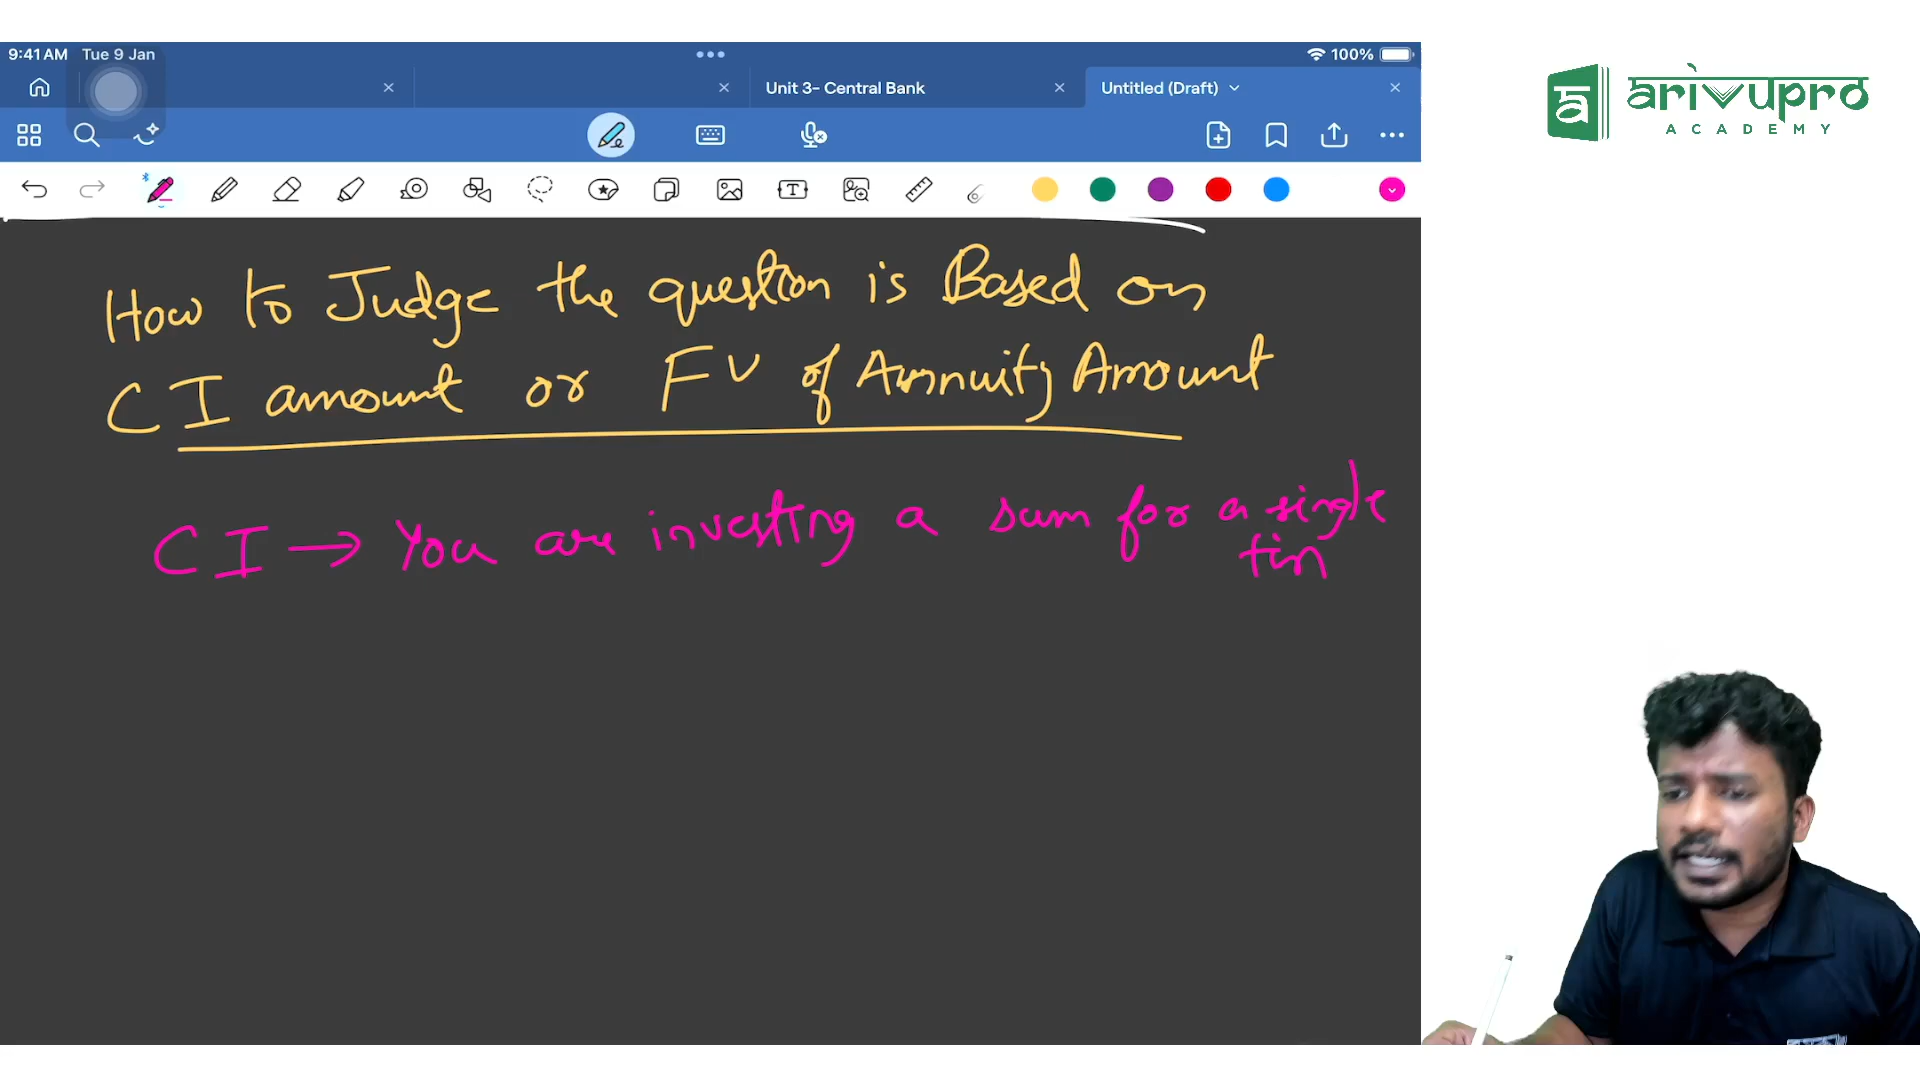 9:41 AM Tue 9 Jan
100%
Unit 3- Central Bank
Untitled (Draft)
arivupro
ACADEMY
How to Judge the question is Based on
CI amount or FV of Annuity Amount
CI → You are investing a sum for a single
tim